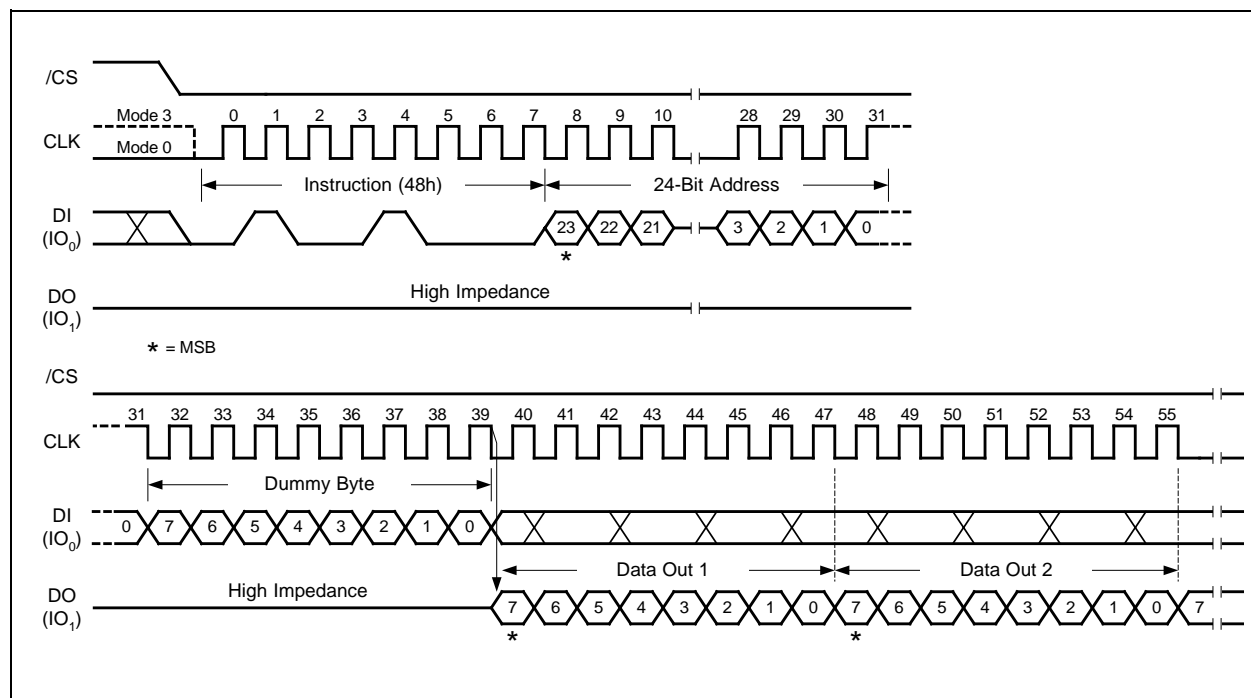 /CS
Mode 3 0 1 2 3 4 5 6 7 8 9 10 28 29 30 31
CLK
Mode 0
Instruction (48h) 24-Bit Address
DI
(IO0) 23 22 21 3 2 1 0
*
High Impedance
DO
(IO1)
* = MSB
/CS
31 32 33 34 35 36 37 38 39 40 41 42 43 44 45 46 47 48 49 50 51 52 53 54 55
CLK
Dummy Byte
DI
(IO0) 0 7 6 5 4 3 2 1 0
Data Out 1 Data Out 2
High Impedance
DO
(IO1) 7 6 5 4 3 2 1 0 7 6 5 4 3 2 1 0 7
* *